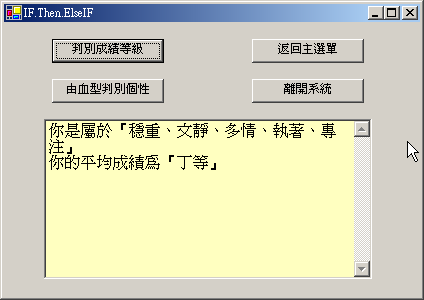 IF.Then.ElseIF
判別成績等級
返回主選單
由血型判別個性
離開系統
你是屬於『穩重、文靜、多情、執著、專
注』
你的平均成績為『丁等』